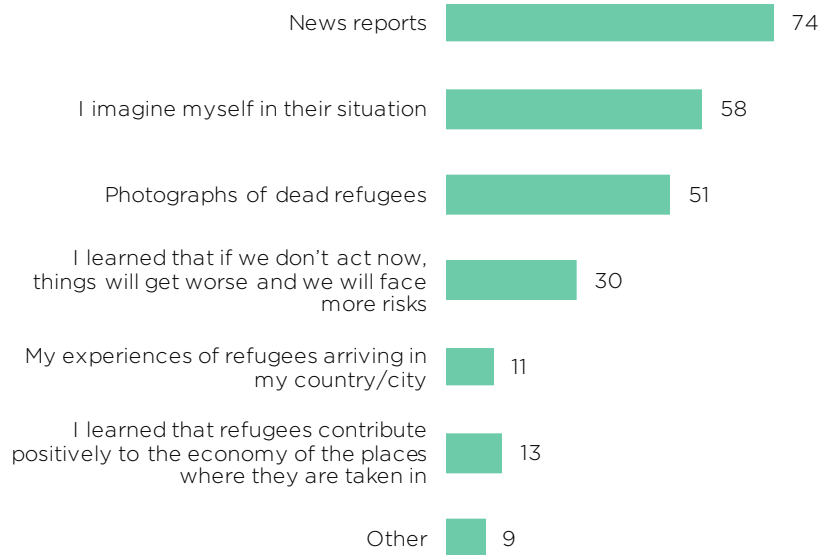 News reports 74
I imagine myself in their situation 58
Photographs of dead refugees 51
I learned that if we don’t act now,
things will get worse and we will face
more risks
30
My experiences of refugees arriving in
my country/city
11
I learned that refugees contribute
positively to the economy of the places
where they are taken in
13
Other 9